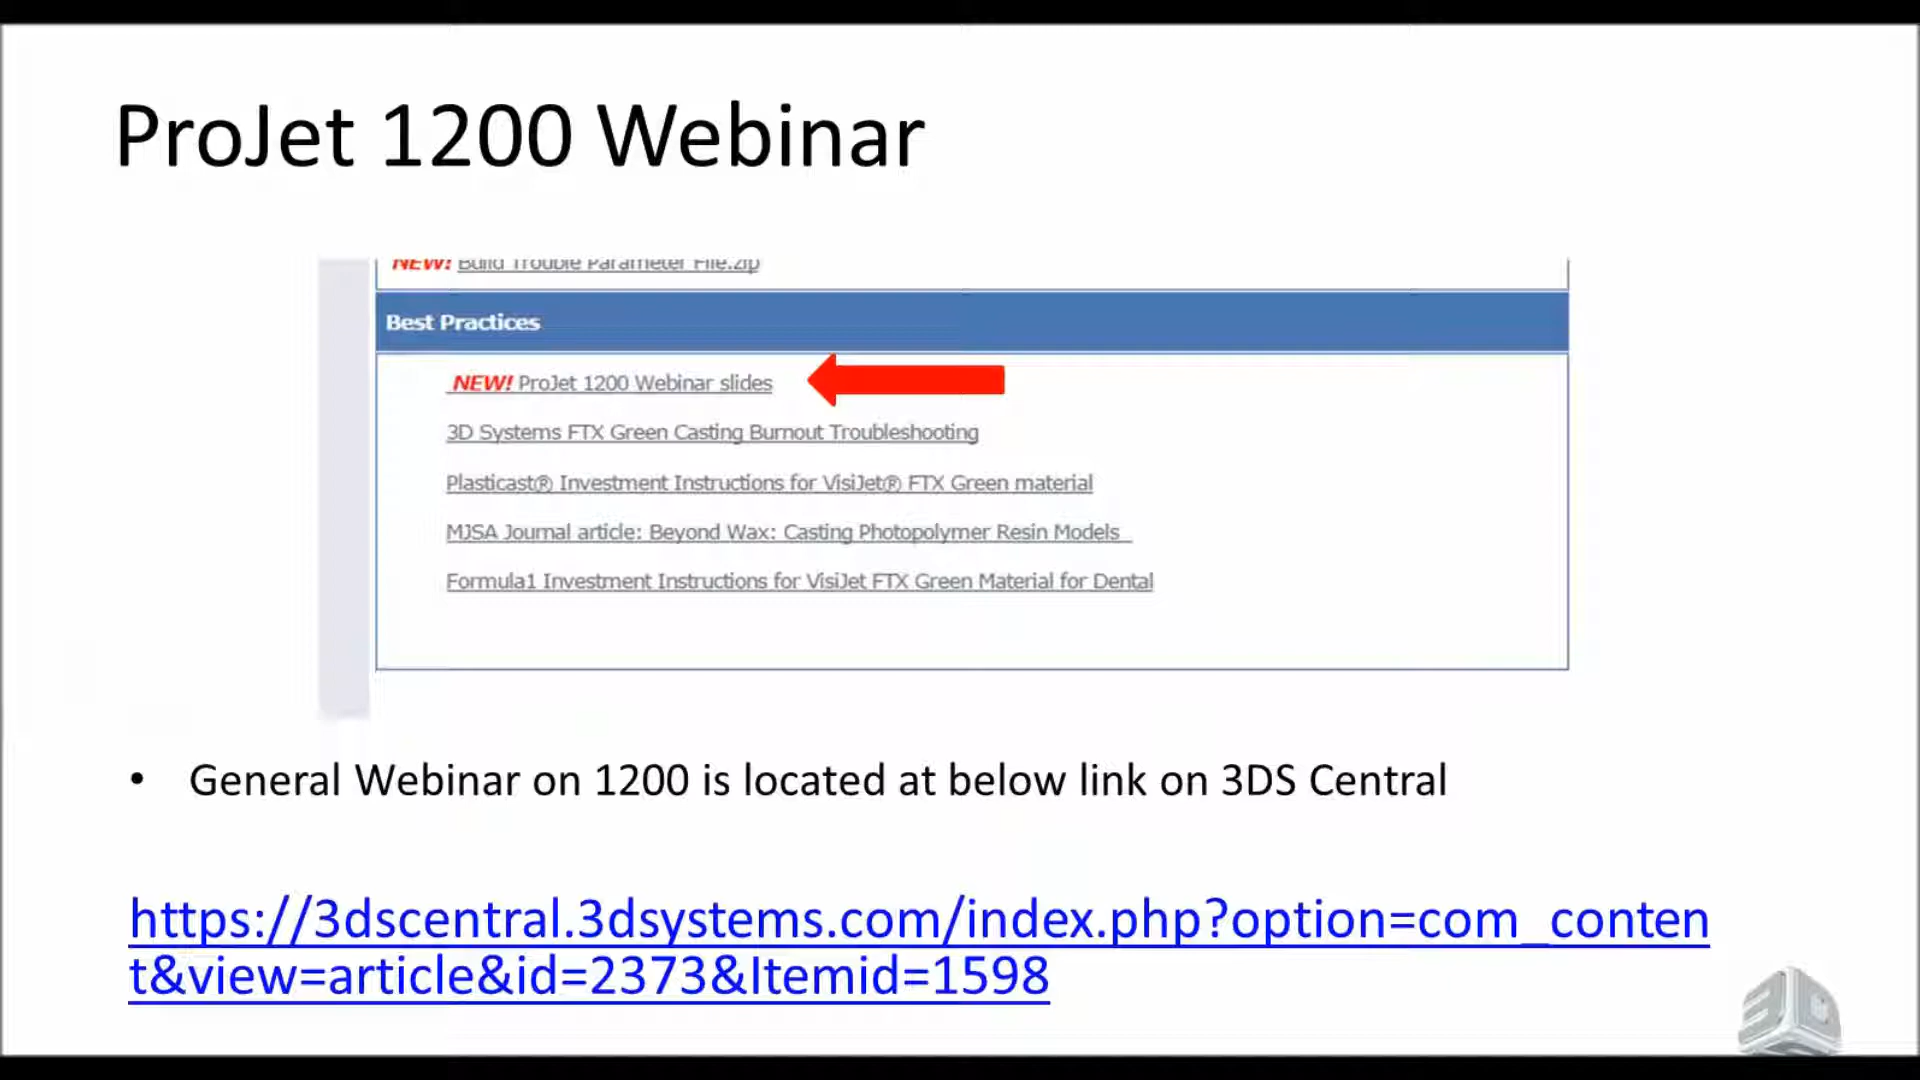 ProJet 1200 Webinar
NEW! Build Trouble Parameter File.zip
Best Practices
NEW! ProJet 1200 Webinar slides
3D Systems FTX Green Casting Burnout Troubleshooting
Plasticast® Investment Instructions for VisiJet® FTX Green material
MJSA Journal article: Beyond Wax: Casting Photopolymer Resin Models
Formula1 Investment Instructions for VisiJet FTX Green Material for Dental
• General Webinar on 1200 is located at below link on 3DS Central
https://3dscentral.3dsystems.com/index.php?option=com_conten
t&view=article&id=2373&Itemid=1598
3D